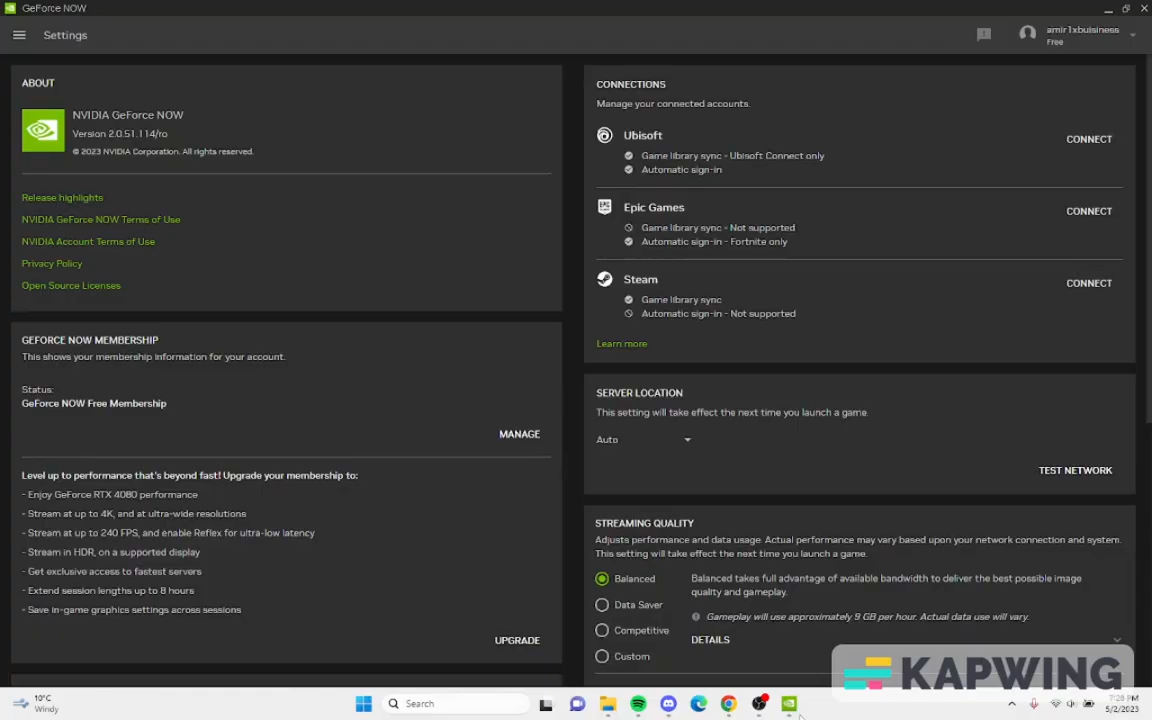 GeForce NOW
Settings
amir1xbuisiness
Free
ABOUT
NVIDIA GeForce NOW
Version 2.0.51.114/ro
© 2023 NVIDIA Corporation. All rights reserved.
Release highlights
NVIDIA GeForce NOW Terms of Use
NVIDIA Account Terms of Use
Privacy Policy
Open Source Licenses
GEFORCE NOW MEMBERSHIP
This shows your membership information for your account.
Status:
GeForce NOW Free Membership
MANAGE
Level up to performance that's beyond fast! Upgrade your membership to:
- Enjoy GeForce RTX 4080 performance
- Stream at up to 4K, and at ultra-wide resolutions
- Stream at up to 240 FPS, and enable Reflex for ultra-low latency
- Stream in HDR, on a supported display
- Get exclusive access to fastest servers
- Extend session lengths up to 8 hours
- Save in-game graphics settings across sessions
UPGRADE
CONNECTIONS
Manage your connected accounts.
Ubisoft
CONNECT
Game library sync - Ubisoft Connect only
Automatic sign-in
EPIC GAMES
Epic Games
CONNECT
Game library sync - Not supported
Automatic sign-in - Fortnite only
Steam
CONNECT
Game library sync
Automatic sign-in - Not supported
Learn more
SERVER LOCATION
This setting will take effect the next time you launch a game.
Auto
TEST NETWORK
STREAMING QUALITY
Adjusts performance and data usage. Actual performance may vary based upon your network connection and system.
This setting will take effect the next time you launch a game.
Balanced
Data Saver
Competitive
Custom
Balanced takes full advantage of available bandwidth to deliver the best possible image
quality and gameplay.
Gameplay will use approximately 9 GB per hour. Actual data use will vary.
DETAILS
KAPWING
10°C
Windy
Search
7:28 PM
5/2/2023